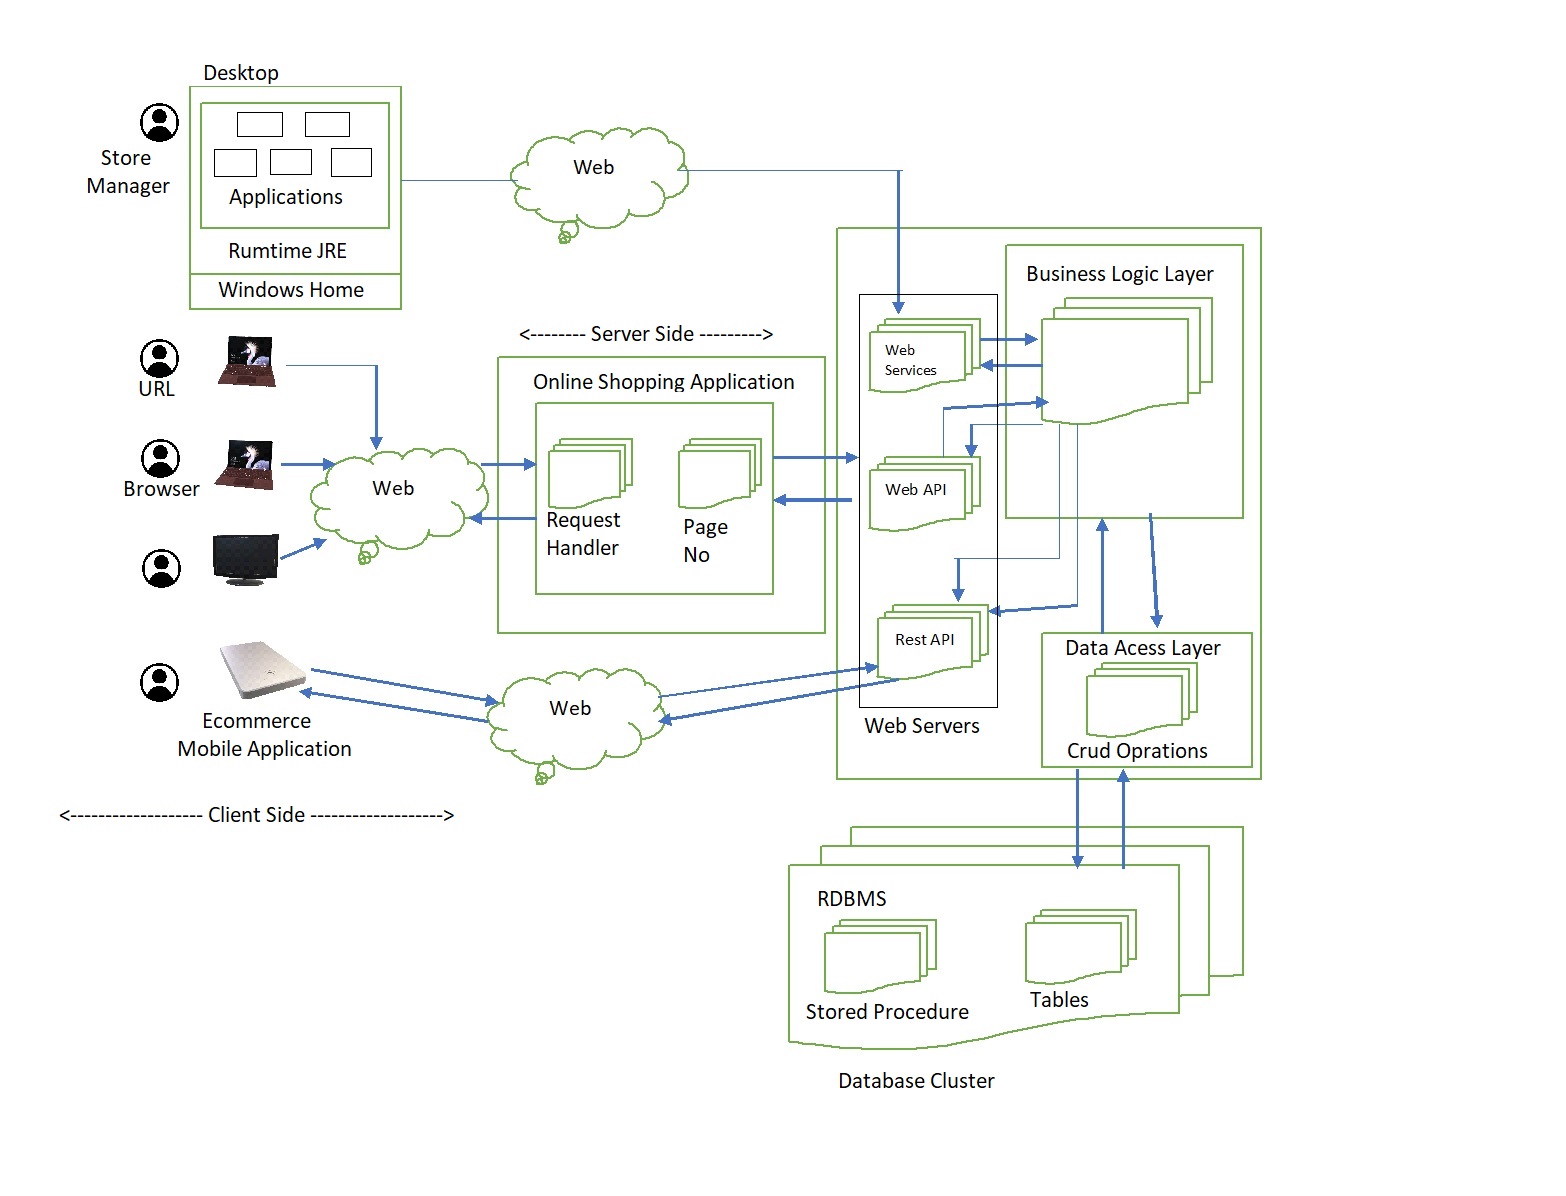 Desktop
Store
Manager
Applications
Rumtime JRE
Windows Home
Web
<-------- Server Side --------->
URL
Browser
Web
Online Shopping Application
Request
Handler
Page
No
Business Logic Layer
Web
Services
Web API
Rest API
Web Servers
Data Acess Layer
Crud Oprations
Ecommerce
Mobile Application
Web
<------------------- Client Side ------------------->
RDBMS
Stored Procedure
Tables
Database Cluster